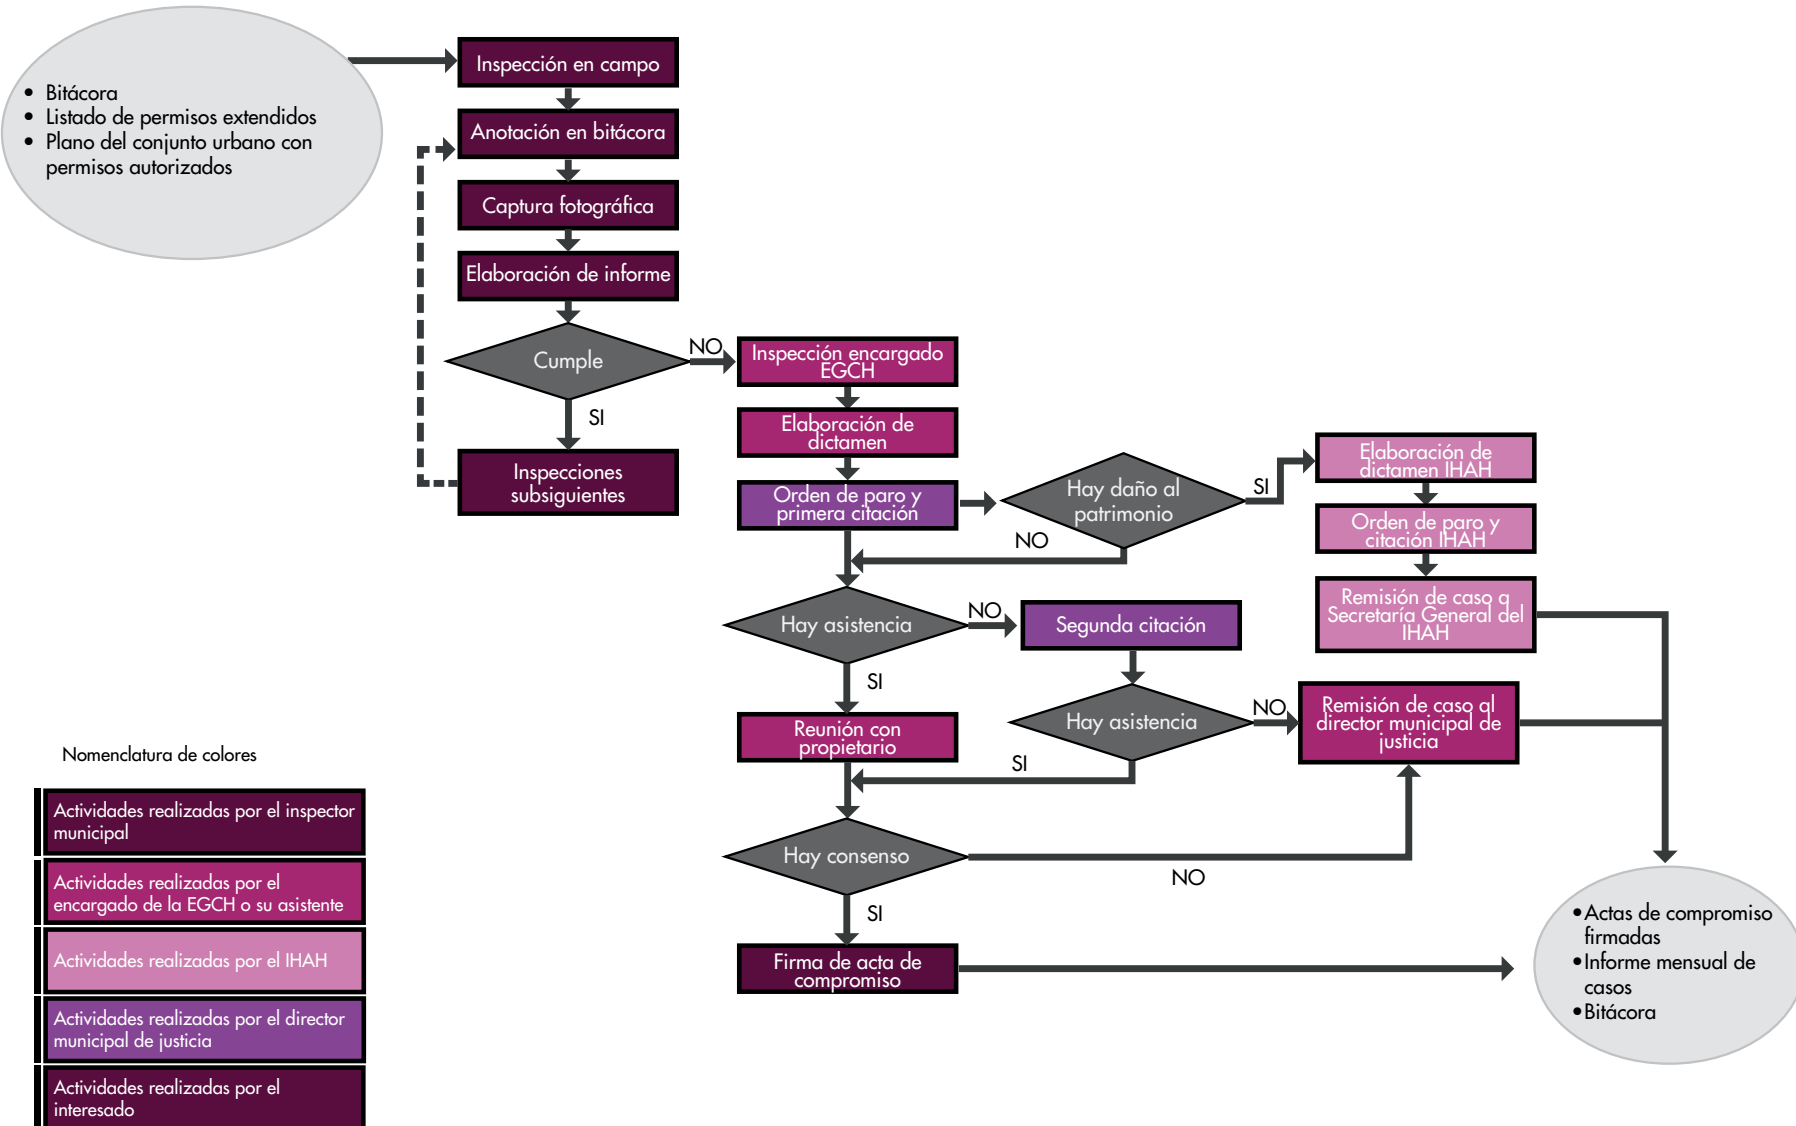 • Bitácora
• Listado de permisos extendidos
• Plano del conjunto urbano con
permisos autorizados
Inspección en campo
Anotación en bitácora
Captura fotográfica
Elaboración de informe
Cumple
NO
SI
Inspecciones
subsiguientes
Inspección encargado
EGCH
Elaboración de
dictamen
Orden de paro y
primera citación
Hay daño al
patrimonio
SI
NO
Elaboración de
dictamen IHAH
Orden de paro y
citación IHAH
Remisión de caso a
Secretaría General del
IHAH
Hay asistencia
NO
SI
Segunda citación
Hay asistencia
NO
SI
Remisión de caso al
director municipal de
justicia
Reunión con
propietario
Hay consenso
NO
SI
Firma de acta de
compromiso
• Actas de compromiso
firmadas
• Informe mensual de
casos
• Bitácora
Nomenclatura de colores
Actividades realizadas por el inspector
municipal
Actividades realizadas por el
encargado de la EGCH o su asistente
Actividades realizadas por el IHAH
Actividades realizadas por el director
municipal de justicia
Actividades realizadas por el
interesado